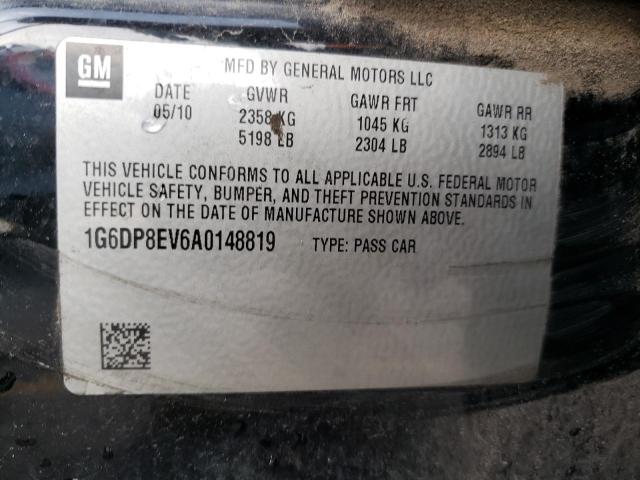 GM
MFD BY GENERAL MOTORS LLC
DATE GVWR GAWR FRT GAWR RR
05/10 2358 KG 1045 KG 1313 KG
5198 LB 2304 LB 2894 LB
THIS VEHICLE CONFORMS TO ALL APPLICABLE U.S. FEDERAL MOTOR
VEHICLE SAFETY, BUMPER, AND THEFT PREVENTION STANDARDS IN
EFFECT ON THE DATE OF MANUFACTURE SHOWN ABOVE.
1G6DP8EV6A0148819 TYPE: PASS CAR